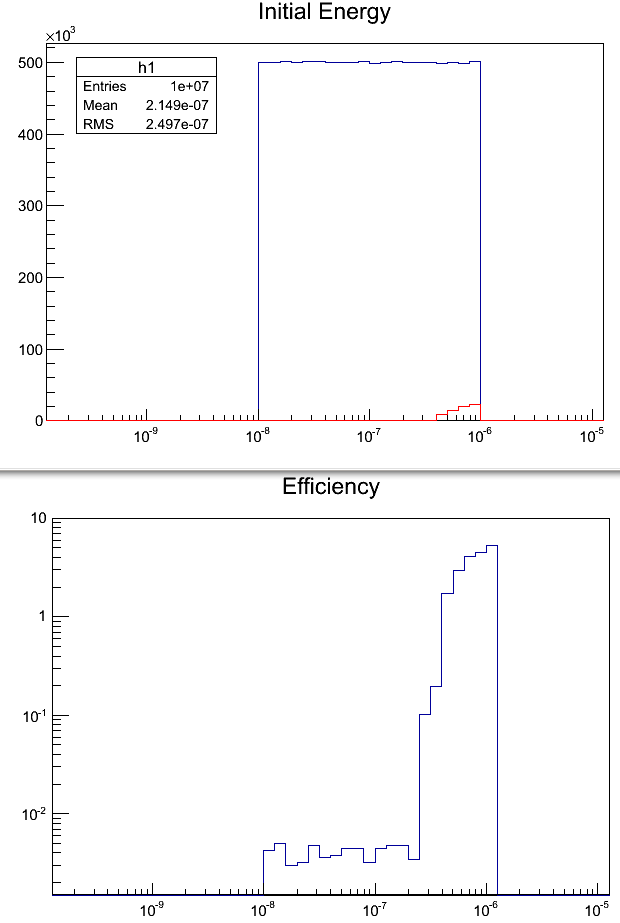 Initial Energy
×10³
h1
Entries 1e+07
Mean 2.149e-07
RMS 2.497e-07
500
400
300
200
100
0
10⁻⁹ 10⁻⁸ 10⁻⁷ 10⁻⁶ 10⁻⁵
Efficiency
10
1
10⁻¹
10⁻²
10⁻⁹ 10⁻⁸ 10⁻⁷ 10⁻⁶ 10⁻⁵